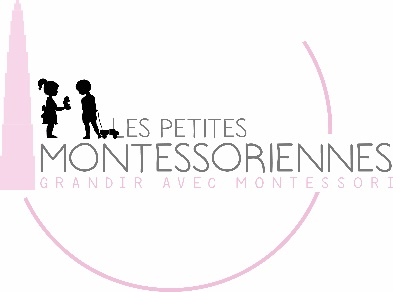 LES PETITES
MONTESSORIENNES
GRANDIR AVEC MONTESSORI